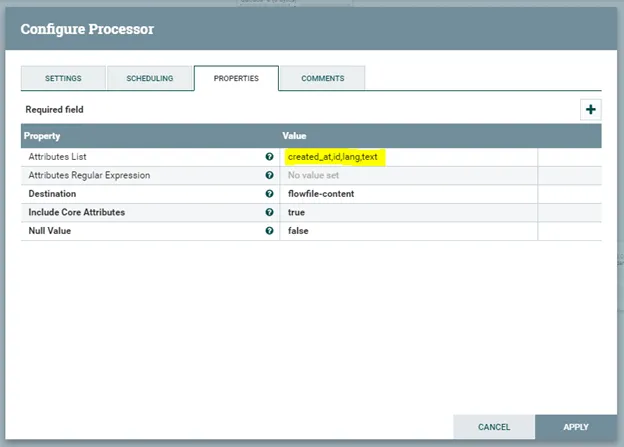 Configure Processor
SETTINGS SCHEDULING PROPERTIES COMMENTS
Required field
Property Value
Attributes List created_at,id,lang,text
Attributes Regular Expression No value set
Destination flowfile-content
Include Core Attributes true
Null Value false
CANCEL APPLY